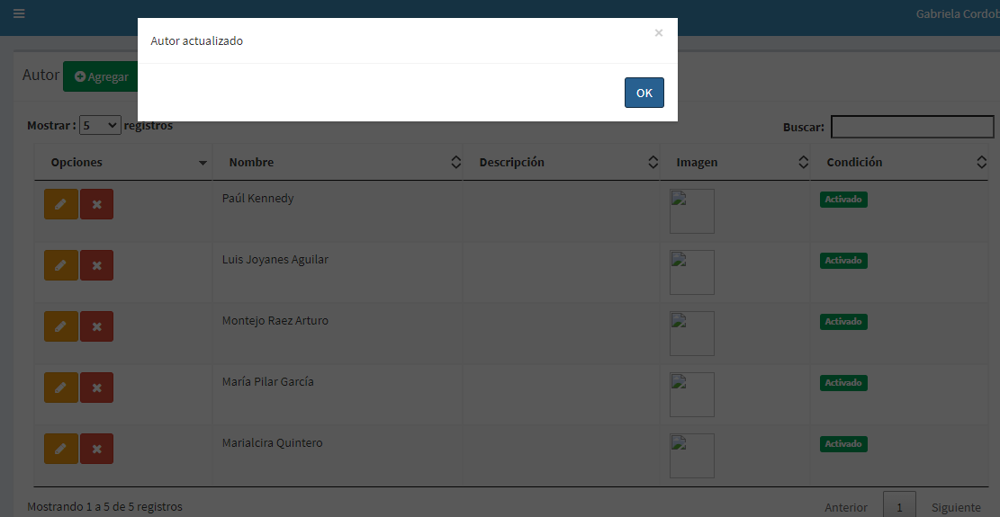 Gabriela Cordob
Autor actualizado
×
OK
Autor Agregar
Mostrar : 5 registros
Buscar:
Opciones Nombre Descripción Imagen Condición
Paúl Kennedy Activado
Luis Joyanes Aguilar Activado
Montejo Raez Arturo Activado
María Pilar García Activado
Marialcira Quintero Activado
Mostrando 1 a 5 de 5 registros
Anterior 1 Siguiente